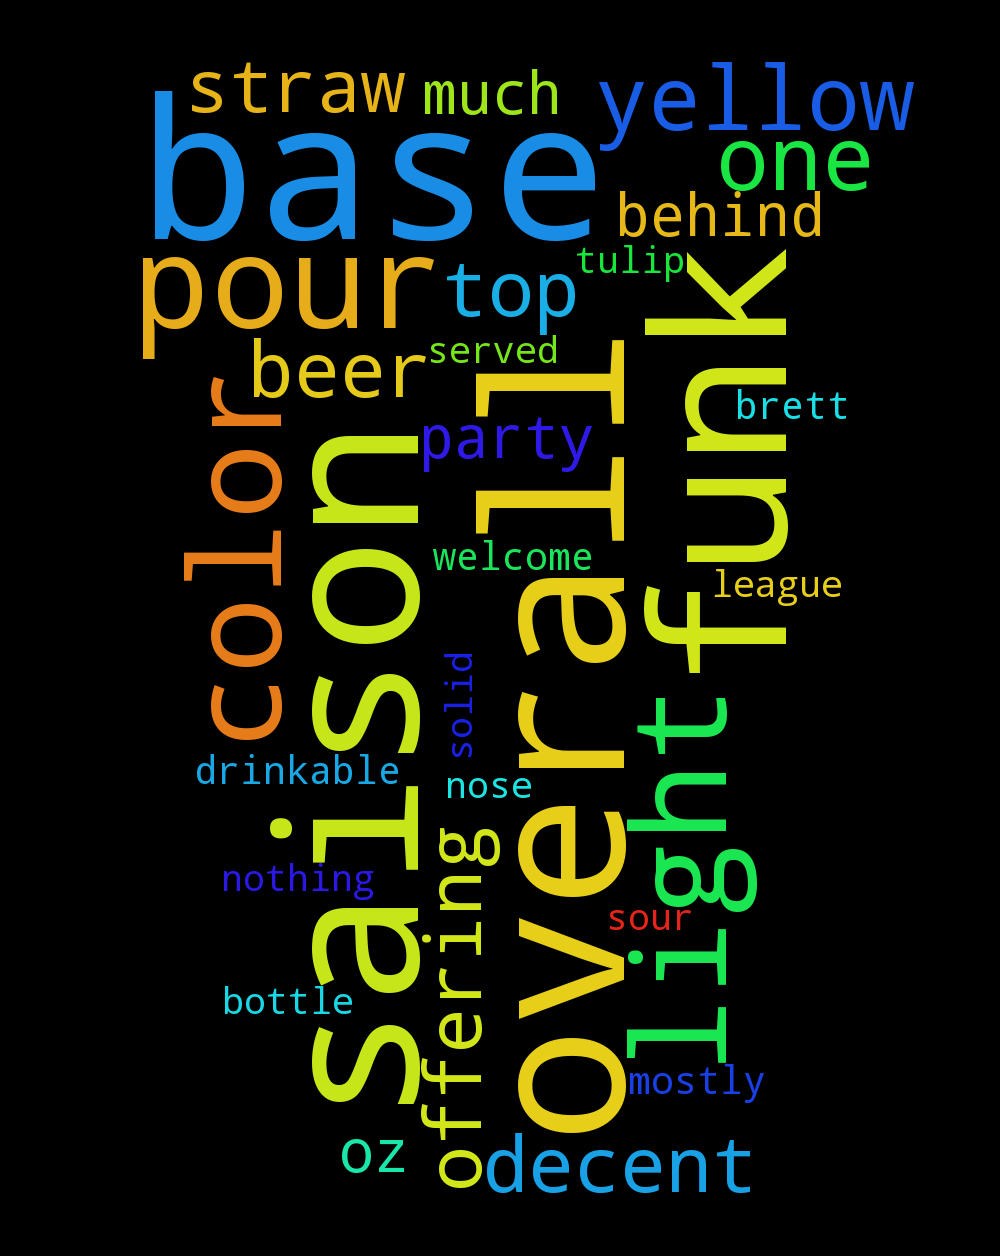 straw
much
yellow
base
one
behind
pour
top
tulip
funk
beer
served
color
saison
overall
party
brett
welcome
league
solid
light
drinkable
nose
offering
nothing
sour
bottle
mostly
oz
decent